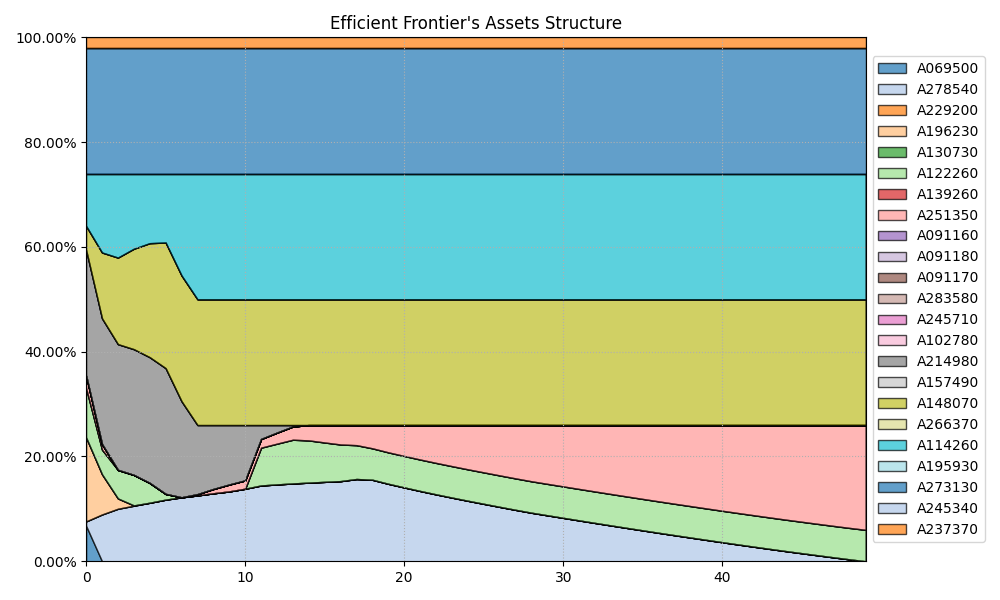 Efficient Frontier's Assets Structure
100.00%
80.00%
60.00%
40.00%
20.00%
0.00%
0
10
20
30
40
A069500
A278540
A229200
A196230
A130730
A122260
A139260
A251350
A091160
A091180
A091170
A283580
A245710
A102780
A214980
A157490
A148070
A266370
A114260
A195930
A273130
A245340
A237370